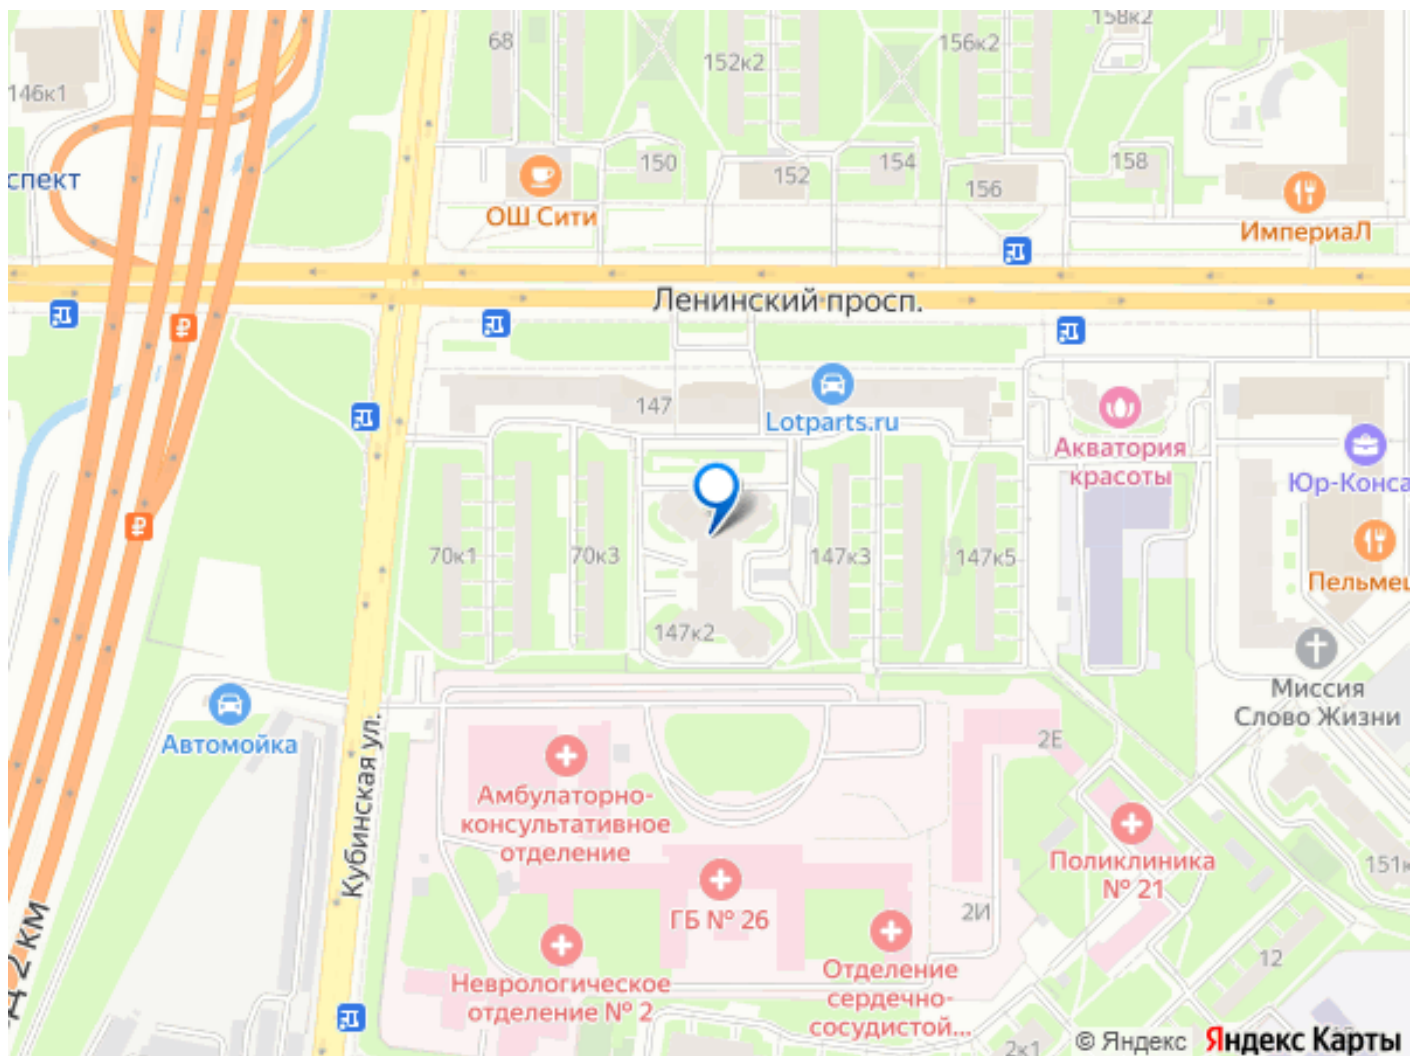 158к2
68
156к2
152к2
146к1
150
154
158
152
спект
156
ОШ Сити
ИмпериаЛ
Ленинский просп.
147
Lotparts.ru
Акватория
красоты
Юр-Конса
70к1
70к3
147к3
147к5
Пельмец
147к2
Миссия
Слово Жизни
Автомойка
2Е
Кубинская ул.
Амбулаторно-
консультативное
отделение
Поликлиника
№ 21
151к
ГБ № 26
2И
Д 2 км
12
Неврологическое
отделение № 2
Отделение
сердечно-
сосудистой...
2к1
© Яндекс Яндекс Карты